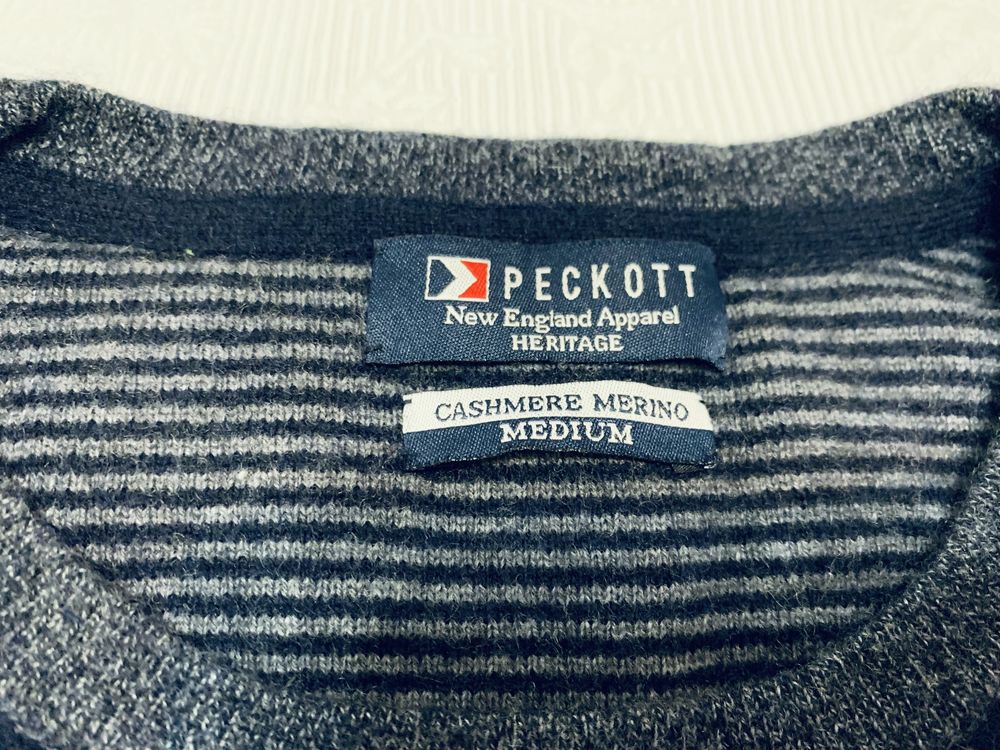 PECKOTT
New England Apparel
HERITAGE
CASHMERE MERINO
MEDIUM